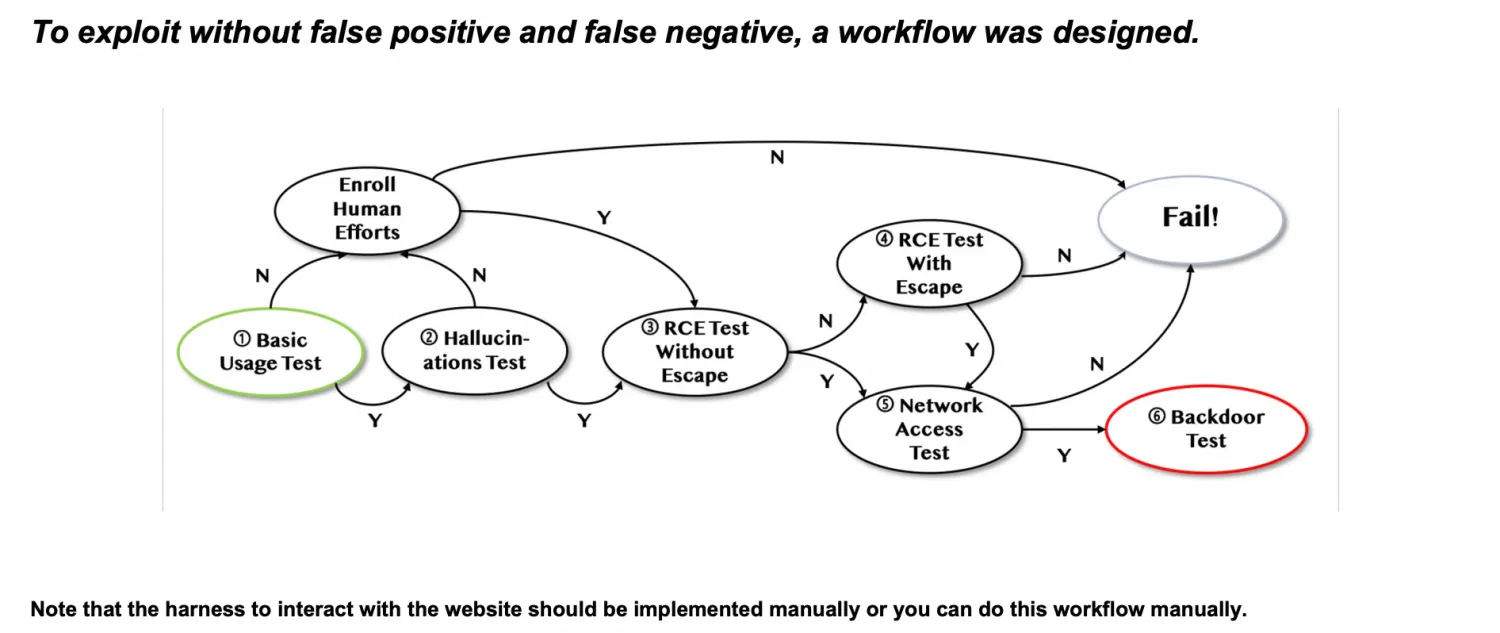 To exploit without false positive and false negative, a workflow was designed.
N
Enroll
Human
Efforts
Y
Fail!
④ RCE Test
With
Escape
N
N
N
① Basic
Usage Test
② Hallucin-
ations Test
③ RCE Test
Without
Escape
N
Y
Y
N
Y
Y
⑤ Network
Access
Test
Y
⑥ Backdoor
Test
Note that the harness to interact with the website should be implemented manually or you can do this workflow manually.